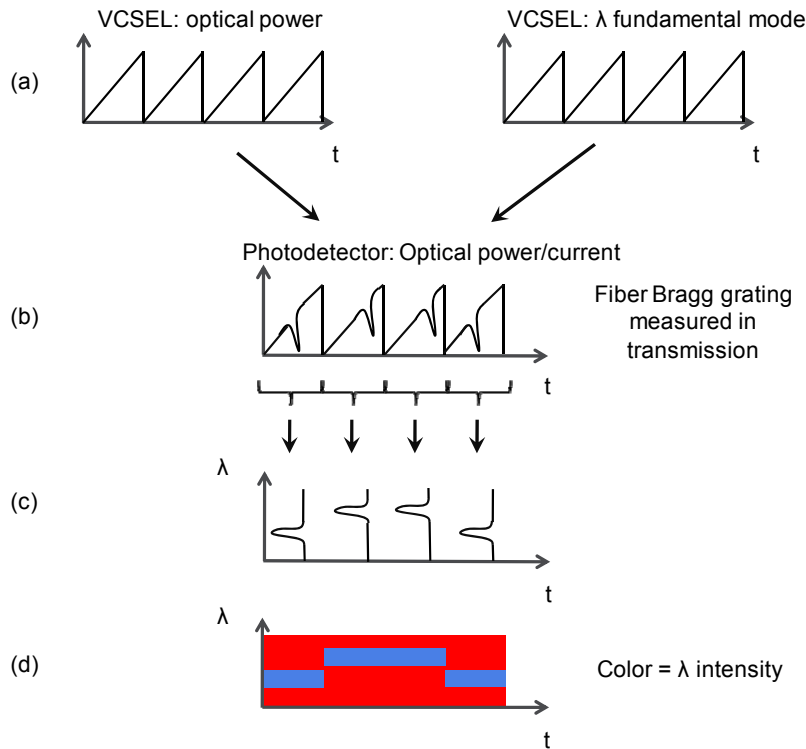 VCSEL: optical power
VCSEL: λ fundamental mode
(a)
t
t
Photodetector: Optical power/current
(b)
Fiber Bragg grating
measured in
transmission
t
λ
(c)
t
λ
(d)
Color = λ intensity
t